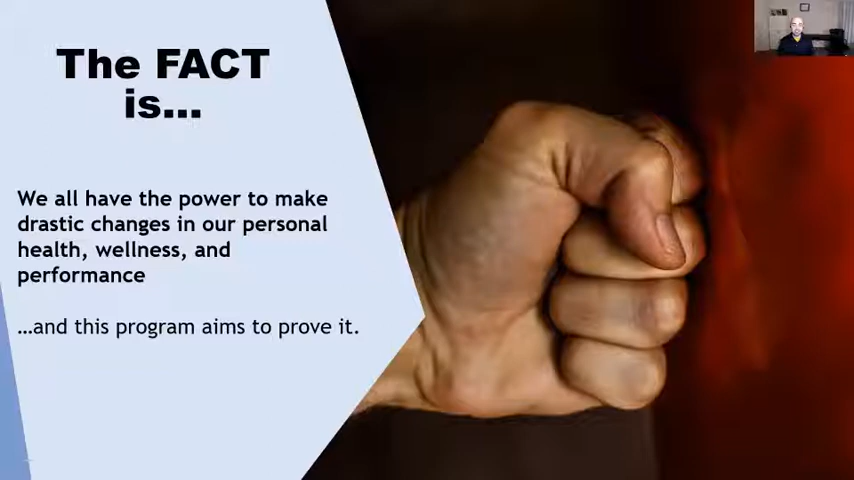 The FACT
is...
We all have the power to make
drastic changes in our personal
health, wellness, and
performance
...and this program aims to prove it.